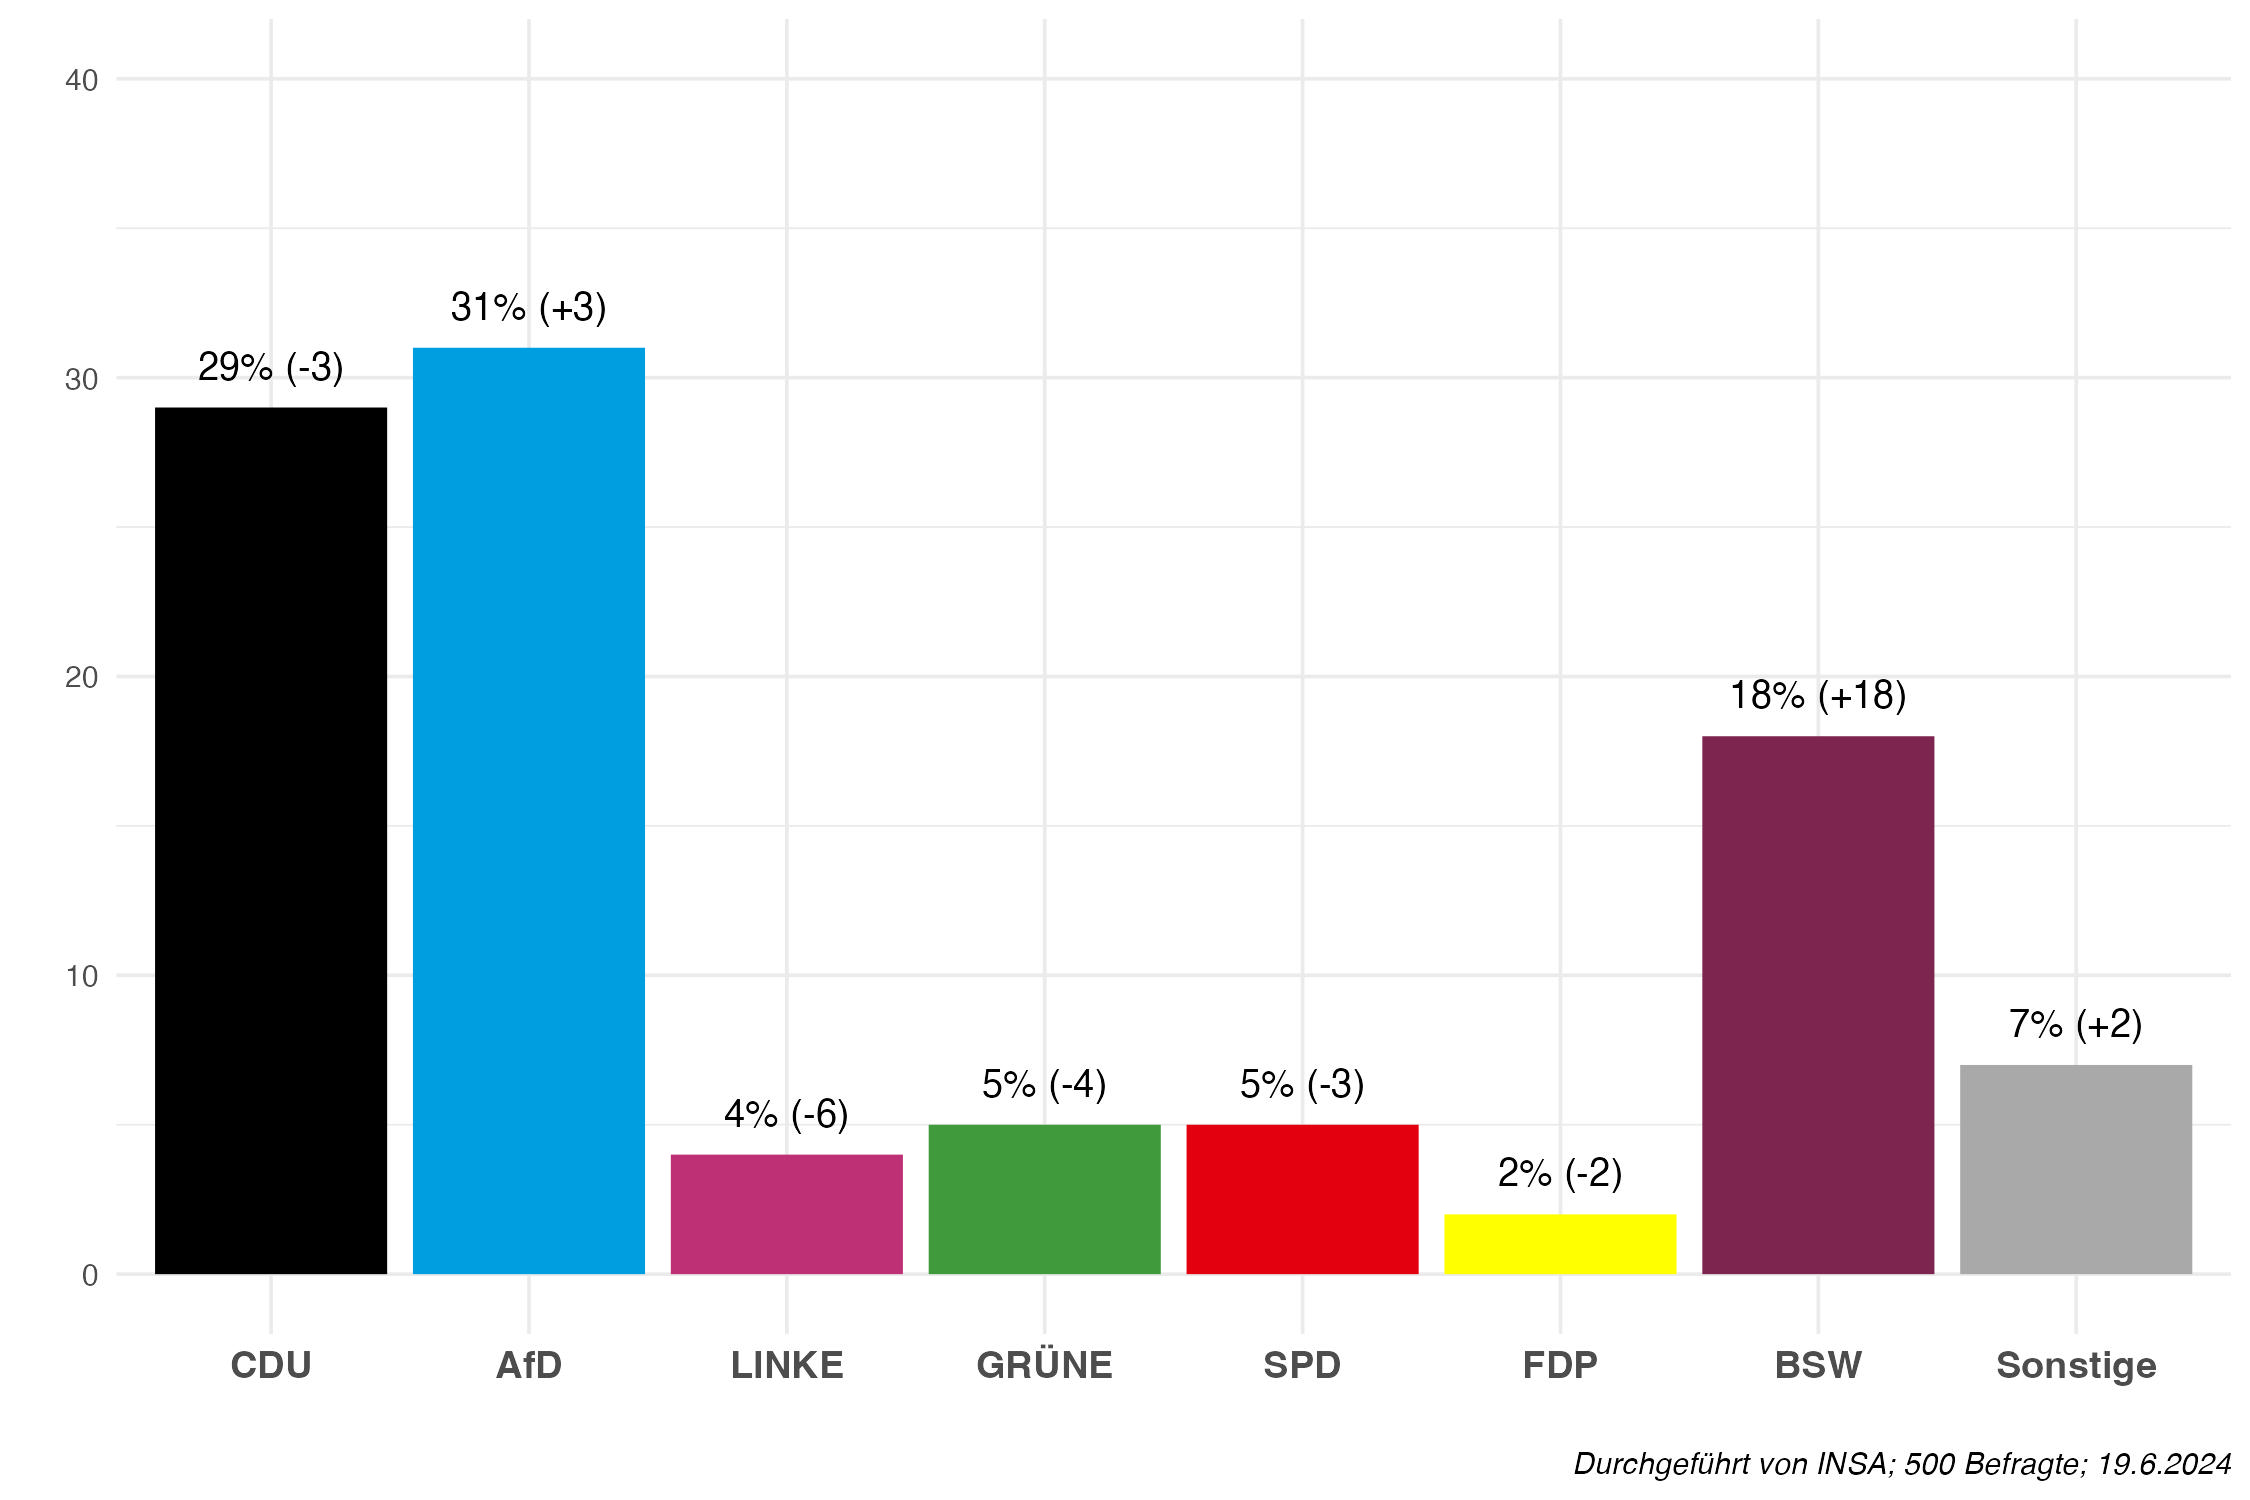 40
30
20
10
0
29% (-3)
31% (+3)
4% (-6)
5% (-4)
5% (-3)
2% (-2)
18% (+18)
7% (+2)
CDU
AfD
LINKE
GRÜNE
SPD
FDP
BSW
Sonstige
Durchgeführt von INSA; 500 Befragte; 19.6.2024